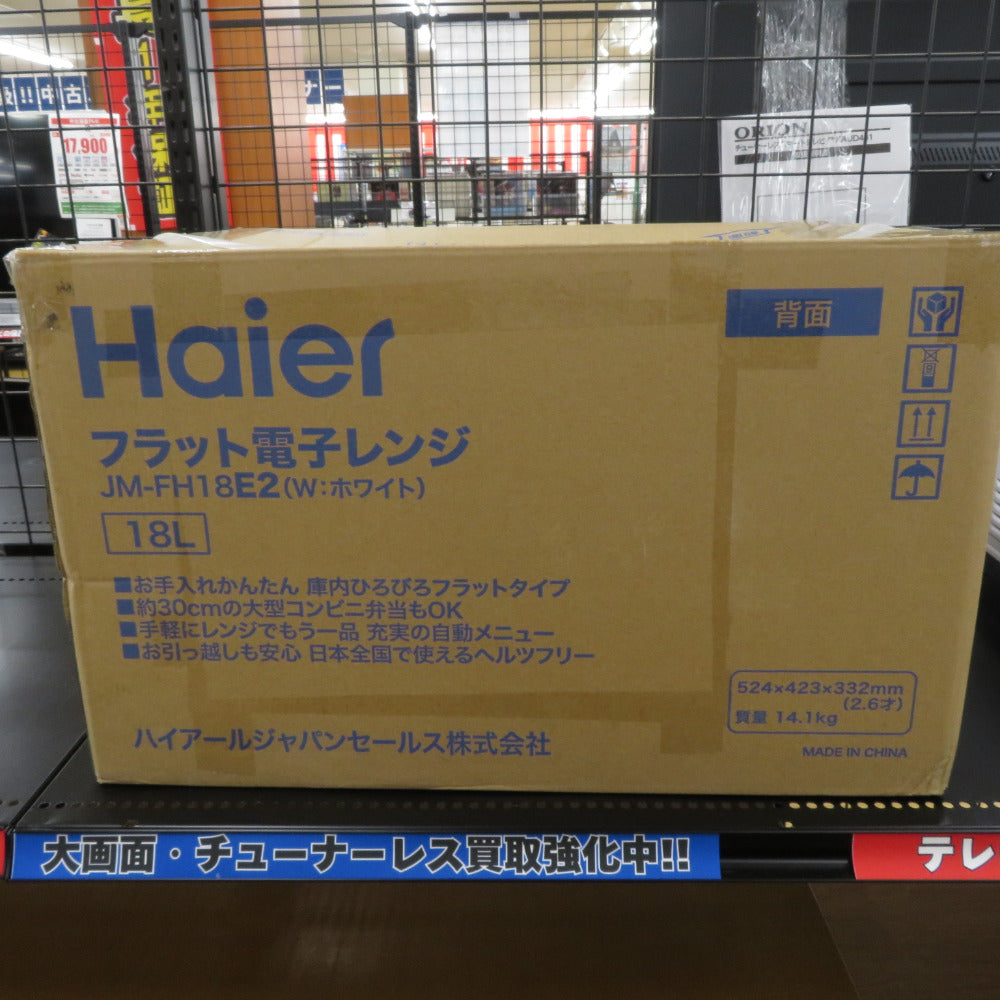 中古
17,900
ナー
ORION
Haier
背面
フラット電子レンジ
JM-FH18E2(W:ホワイト)
18L
■お手入れかんたん 庫内ひろびろフラットタイプ
■約30cmの大型コンビニ弁当もOK
■手軽にレンジでもう一品 充実の自動メニュー
■お引っ越しも安心 日本全国で使えるヘルツフリー
524×423×332mm
(2.6才)
質量 14.1kg
ハイアールジャパンセールス株式会社
MADE IN CHINA
大画面・チューナーレス買取強化中!!
テレ